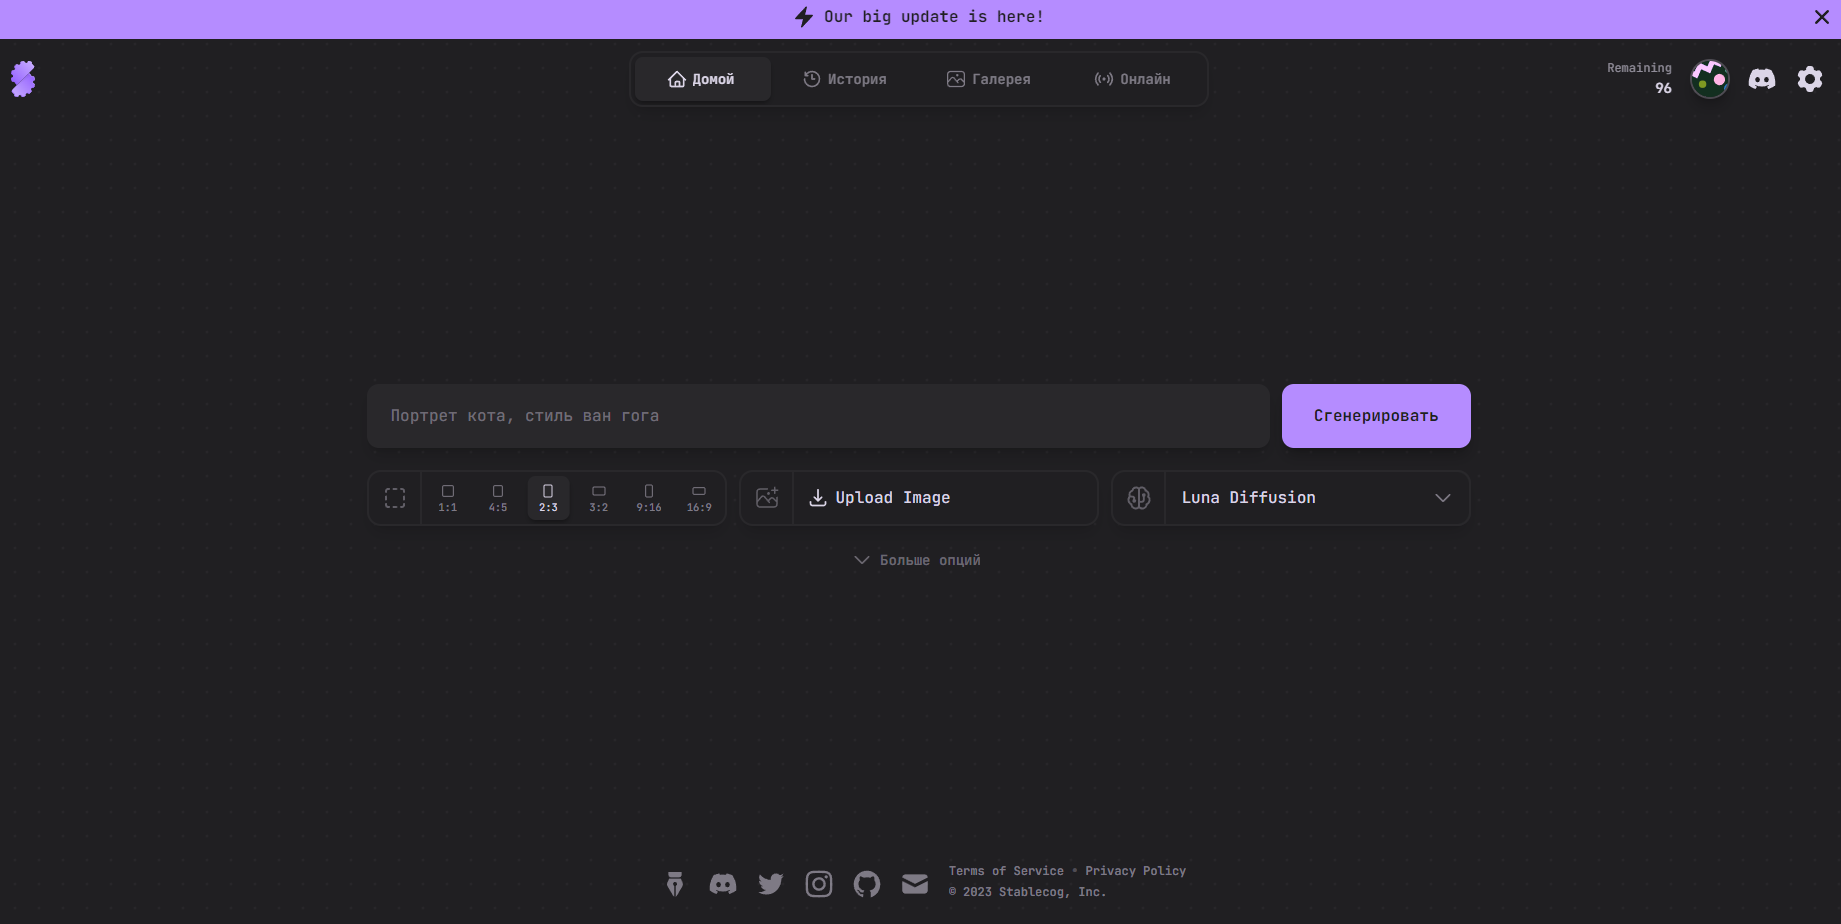 Our big update is here!
Домой
История
Галерея
Онлайн
Remaining
96
Портрет кота, стиль ван гога
Сгенерировать
1:1
4:5
2:3
3:2
9:16
16:9
Upload Image
Luna Diffusion
Больше опций
Terms of Service • Privacy Policy
© 2023 Stablecog, Inc.